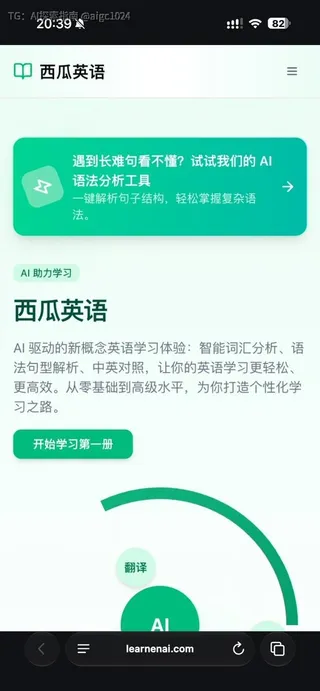 TG：AI探索指南 @aigc1024
20:39
82
西瓜英语
遇到长难句看不懂？试试我们的 AI
语法分析工具
一键解析句子结构，轻松掌握复杂语
法。
AI 助力学习
西瓜英语
AI 驱动的新概念英语学习体验：智能词汇分析、语
法句型解析、中英对照，让你的英语学习更轻松、
更高效。从零基础到高级水平，为你打造个性化学
习之路。
开始学习第一册
翻译
AI
learnenai.com